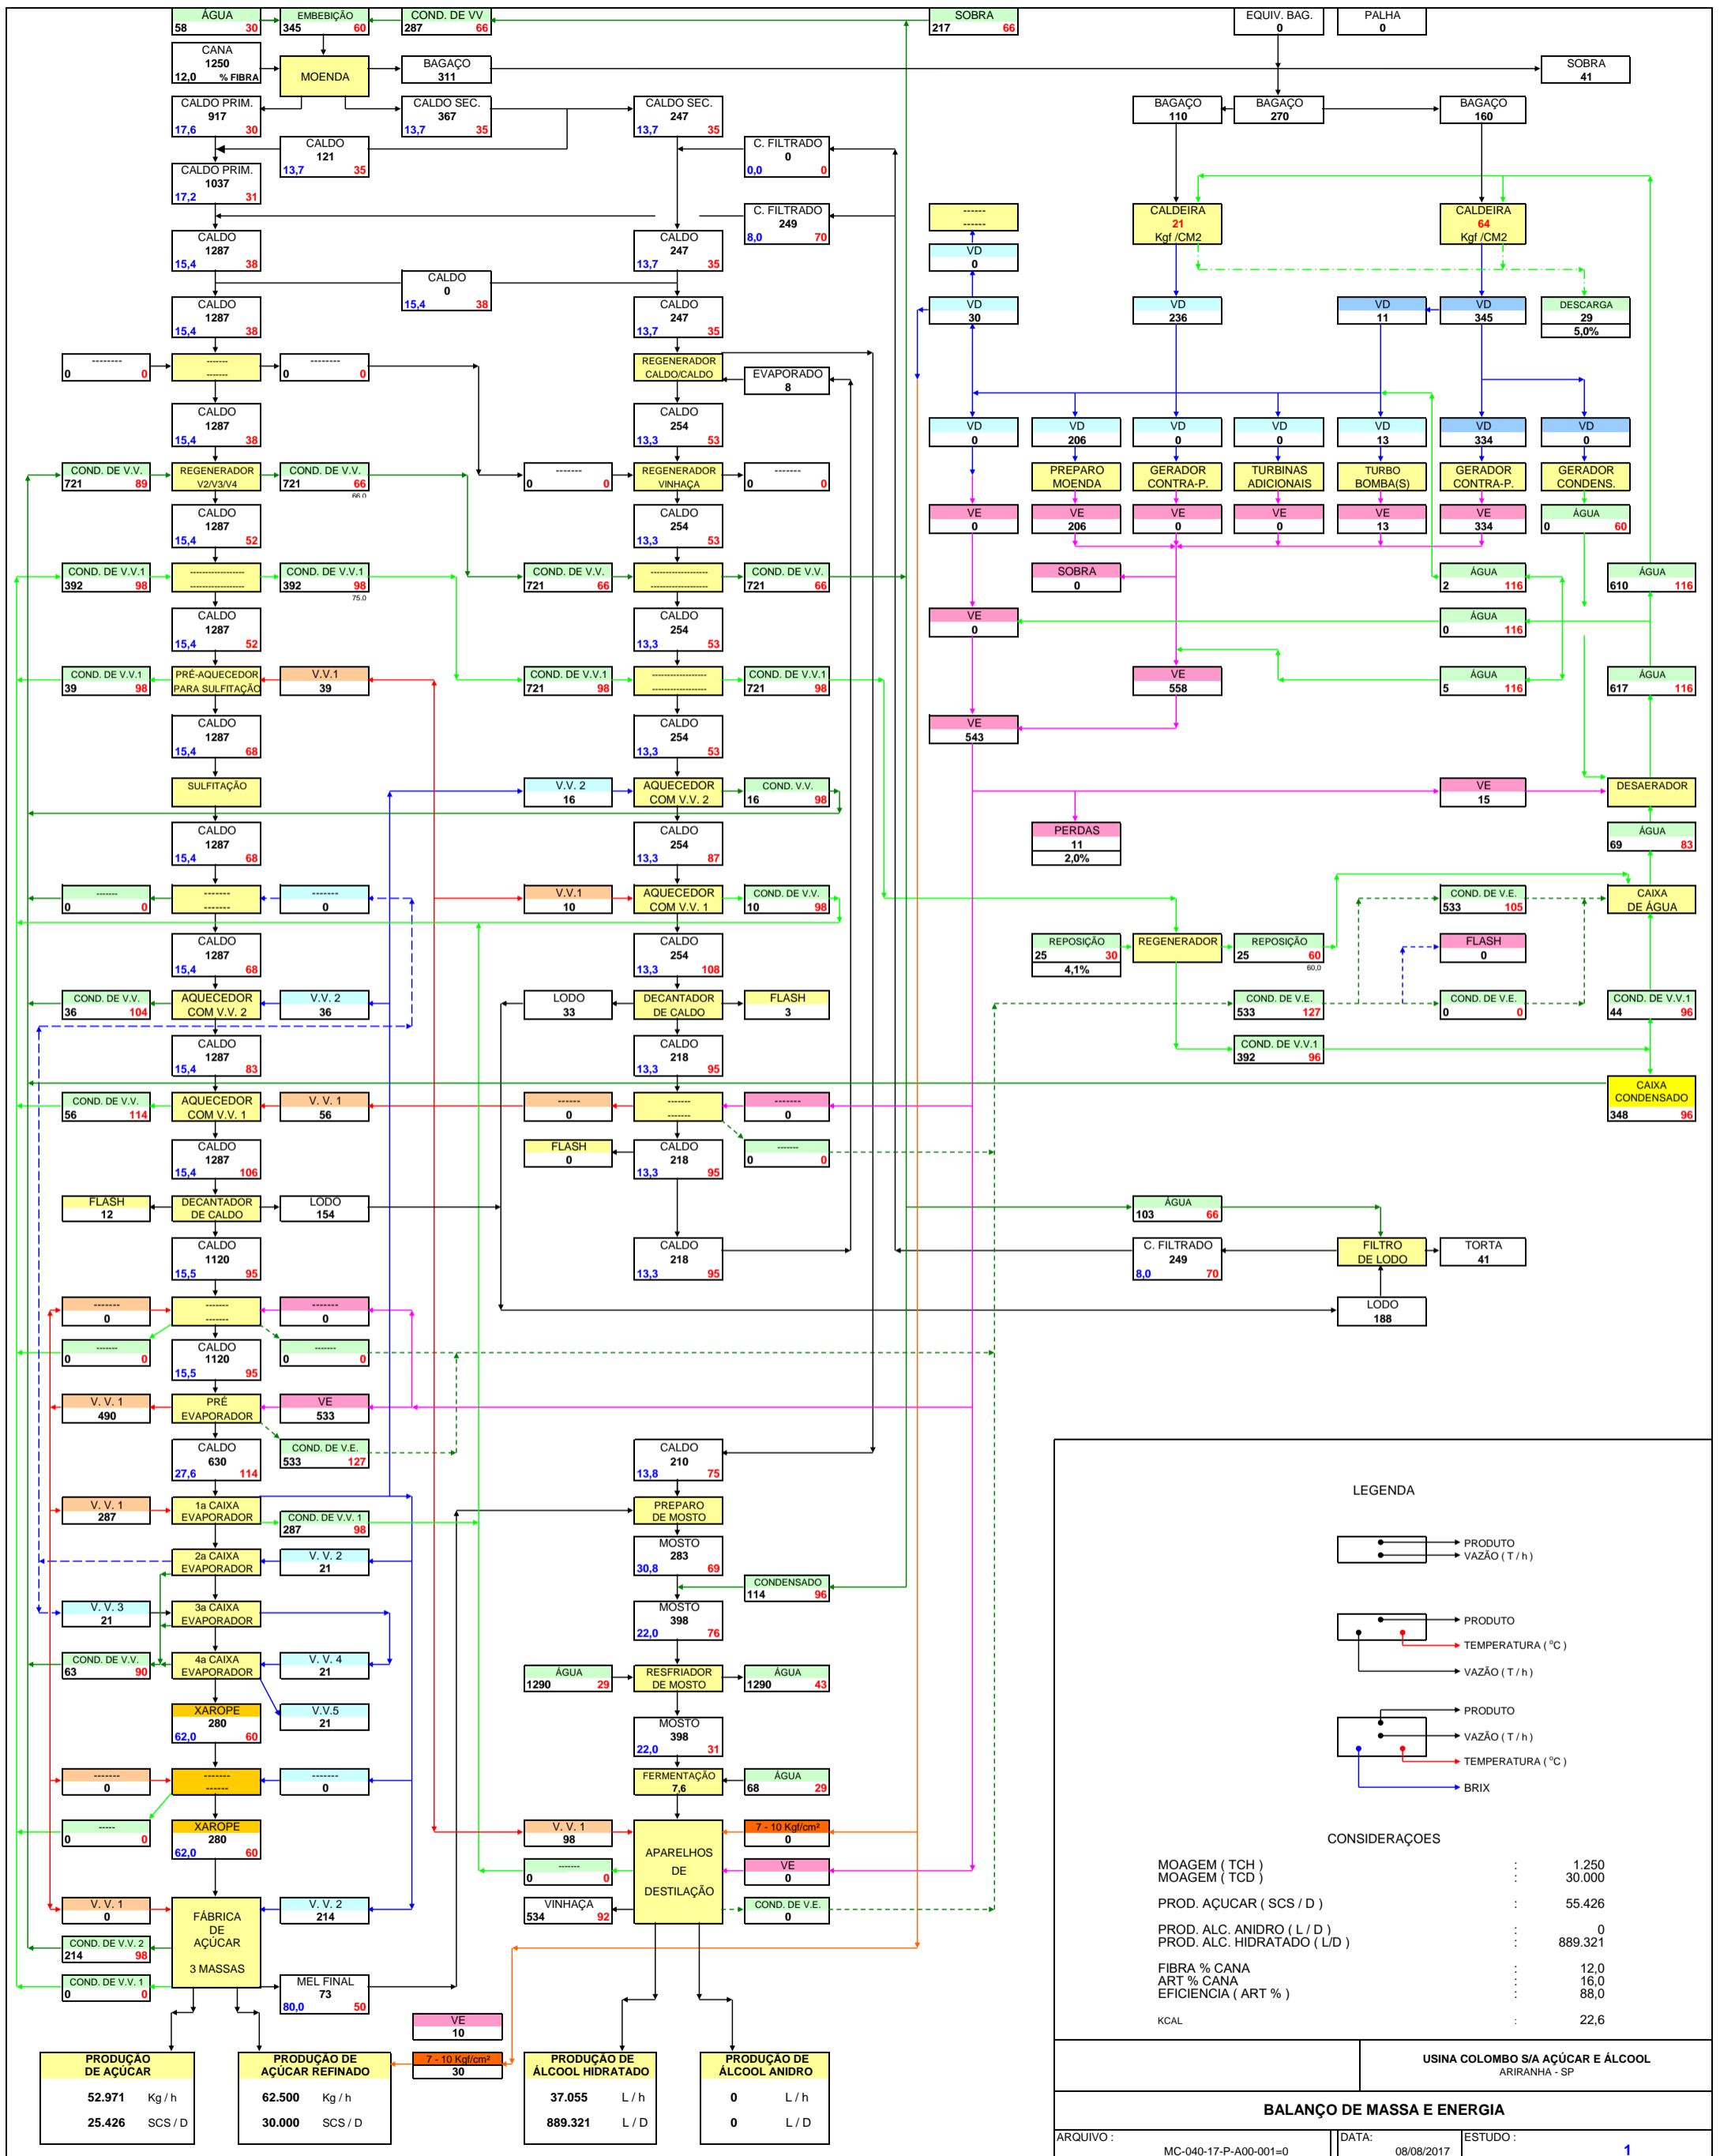 ÁGUA
58 30
EMBEBIÇÃO
345 60
COND. DE VV
287 66
SOBRA
217 66
EQUIV. BAG.
0
PALHA
0
CANA
1250
12,0 % FIBRA
MOENDA
BAGAÇO
311
SOBRA
41
CALDO PRIM.
917
17,6 30
CALDO SEC.
367
13,7 35
CALDO SEC.
247
13,7 35
BAGAÇO
110
BAGAÇO
270
BAGAÇO
160
CALDO
121
13,7 35
C. FILTRADO
0
0,0 0
CALDO PRIM.
1037
17,2 31
C. FILTRADO
249
8,0 70
------
------
CALDEIRA
21
Kgf /CM2
CALDEIRA
64
Kgf /CM2
CALDO
1287
15,4 38
CALDO
247
13,7 35
VD
0
CALDO
0
15,4 38
CALDO
1287
15,4 38
CALDO
247
13,7 35
VD
30
VD
236
VD
11
VD
345
DESCARGA
29
5,0%
--------
0 0
-------
-------
--------
0 0
REGENERADOR
CALDO/CALDO
EVAPORADO
8
CALDO
1287
15,4 38
CALDO
254
13,3 53
VD
0
VD
206
VD
0
VD
0
VD
13
VD
334
VD
0
COND. DE V.V.
721 89
REGENERADOR
V2/V3/V4
COND. DE V.V.
721 66
66,0
-------
0 0
REGENERADOR
VINHAÇA
-------
0 0
PREPARO
MOENDA
GERADOR
CONTRA-P.
TURBINAS
ADICIONAIS
TURBO
BOMBA(S)
GERADOR
CONTRA-P.
GERADOR
CONDENS.
CALDO
1287
15,4 52
CALDO
254
13,3 53
VE
0
VE
206
VE
0
VE
0
VE
13
VE
334
ÁGUA
0 60
COND. DE V.V.1
392 98
------------------
------------------
COND. DE V.V.1
392 98
75,0
COND. DE V.V.
721 66
------------------
------------------
COND. DE V.V.
721 66
SOBRA
0
ÁGUA
2 116
ÁGUA
610 116
CALDO
1287
15,4 52
CALDO
254
13,3 53
VE
0
ÁGUA
0 116
COND. DE V.V.1
39 98
PRÉ-AQUECEDOR
PARA SULFITAÇÃO
V.V.1
39
COND. DE V.V.1
721 98
------------------
------------------
COND. DE V.V.1
721 98
VE
558
ÁGUA
5 116
ÁGUA
617 116
CALDO
1287
15,4 68
CALDO
254
13,3 53
VE
543
SULFITAÇÃO
V.V. 2
16
AQUECEDOR
COM V.V. 2
COND. V.V.
16 98
VE
15
DESAERADOR
CALDO
1287
15,4 68
CALDO
254
13,3 87
PERDAS
11
2,0%
ÁGUA
69 83
-------
0 0
-------
-------
-------
0
V.V.1
10
AQUECEDOR
COM V.V. 1
COND. DE V.V.
10 98
COND. DE V.E.
533 105
CAIXA
DE ÁGUA
CALDO
1287
15,4 68
CALDO
254
13,3 108
REPOSIÇÃO
25 30
4,1%
REGENERADOR
REPOSIÇÃO
25 60
60,0
FLASH
0
COND. DE V.V.
36 104
AQUECEDOR
COM V.V. 2
V.V. 2
36
LODO
33
DECANTADOR
DE CALDO
FLASH
3
COND. DE V.E.
533 127
COND. DE V.E.
0 0
COND. DE V.V.1
44 96
CALDO
1287
15,4 83
CALDO
218
13,3 95
COND. DE V.V.1
392 96
COND. DE V.V.
56 114
AQUECEDOR
COM V.V. 1
V. V. 1
56
------
0
-------
-------
-------
0
CAIXA
CONDENSADO
348 96
CALDO
1287
15,4 106
FLASH
0
CALDO
218
13,3 95
-------
0 0
FLASH
12
DECANTADOR
DE CALDO
LODO
154
ÁGUA
103 66
CALDO
1120
15,5 95
CALDO
218
13,3 95
C. FILTRADO
249
8,0 70
FILTRO
DE LODO
TORTA
41
-------
0
-------
-------
-------
0
LODO
188
-------
0 0
CALDO
1120
15,5 95
-------
0 0
V. V. 1
490
PRÉ
EVAPORADOR
VE
533
CALDO
630
27,6 114
COND. DE V.E.
533 127
CALDO
210
13,8 75
V. V. 1
287
1a CAIXA
EVAPORADOR
COND. DE V.V. 1
287 98
PREPARO
DE MOSTO
2a CAIXA
EVAPORADOR
V. V. 2
21
MOSTO
283
30,8 69
CONDENSADO
114 96
V. V. 3
21
3a CAIXA
EVAPORADOR
MOSTO
398
22,0 76
COND. DE V.V.
63 90
4a CAIXA
EVAPORADOR
V. V. 4
21
ÁGUA
1290 29
RESFRIADOR
DE MOSTO
ÁGUA
1290 43
XAROPE
280
62,0 60
V.V.5
21
MOSTO
398
22,0 31
-------
0
-------
------
-------
0
FERMENTAÇÃO
7,6
ÁGUA
68 29
-----
0 0
XAROPE
280
62,0 60
V. V. 1
98
APARELHOS
DE
DESTILAÇÃO
7 - 10 Kgf/cm²
0
-------
0 0
VE
0
V. V. 1
0
FÁBRICA
DE
AÇÚCAR
3 MASSAS
V. V. 2
214
VINHAÇA
534 92
COND. DE V.E.
0
COND. DE V.V. 2
214 98
COND. DE V.V. 1
0 0
MEL FINAL
73
80,0 50
VE
10
7 - 10 Kgf/cm²
30
PRODUÇÃO
DE AÇÚCAR
52.971 Kg / h
25.426 SCS / D
PRODUÇÃO DE
AÇÚCAR REFINADO
62.500 Kg / h
30.000 SCS / D
PRODUÇÃO DE
ÁLCOOL HIDRATADO
37.055 L / h
889.321 L / D
PRODUÇÃO DE
ÁLCOOL ANIDRO
0 L / h
0 L / D
LEGENDA
PRODUTO
VAZÃO ( T / h )
PRODUTO
TEMPERATURA ( °C )
VAZÃO ( T / h )
PRODUTO
VAZÃO ( T / h )
TEMPERATURA ( °C )
BRIX
CONSIDERAÇOES
MOAGEM ( TCH ) : 1.250
MOAGEM ( TCD ) : 30.000
PROD. AÇUCAR ( SCS / D ) : 55.426
PROD. ALC. ANIDRO ( L / D ) : 0
PROD. ALC. HIDRATADO ( L/D ) : 889.321
FIBRA % CANA : 12,0
ART % CANA : 16,0
EFICIENCIA ( ART % ) : 88,0
KCAL : 22,6
USINA COLOMBO S/A AÇÚCAR E ÁLCOOL
ARIRANHA - SP
BALANÇO DE MASSA E ENERGIA
ARQUIVO :
MC-040-17-P-A00-001=0
DATA:
08/08/2017
ESTUDO :
1